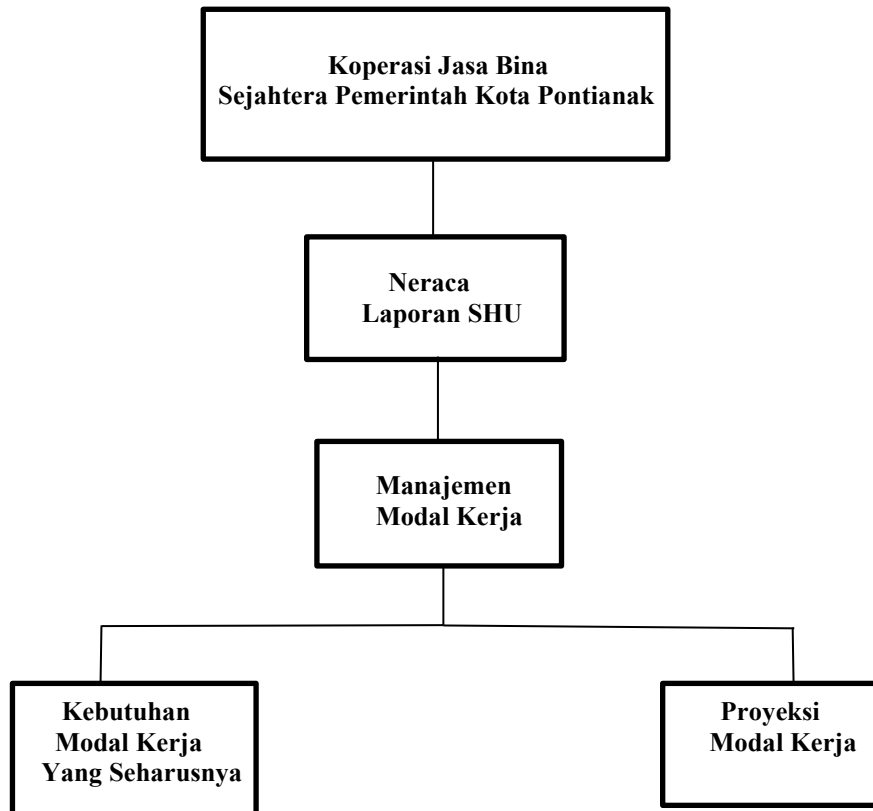 Koperasi Jasa Bina
Sejahtera Pemerintah Kota Pontianak
Neraca
Laporan SHU
Manajemen
Modal Kerja
Kebutuhan
Modal Kerja
Yang Seharusnya
Proyeksi
Modal Kerja